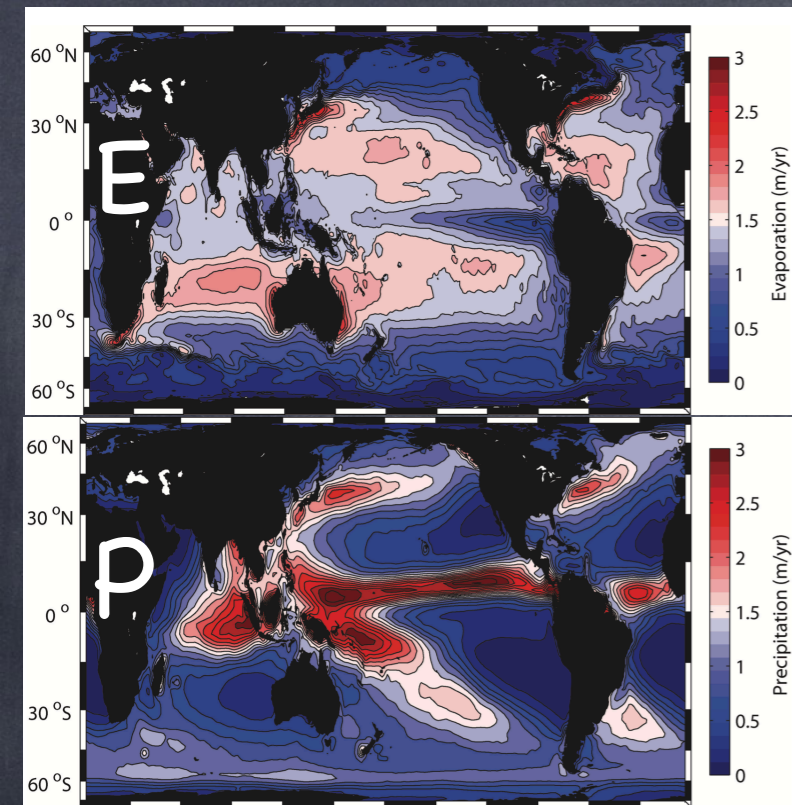 60 °N
30 °N
0 °
30 °S
60 °S
E
3
2.5
2
1.5
1
0.5
0
Evaporation (m/yr)
60 °N
30 °N
0 °
30 °S
60 °S
P
3
2.5
2
1.5
1
0.5
0
Precipitation (m/yr)